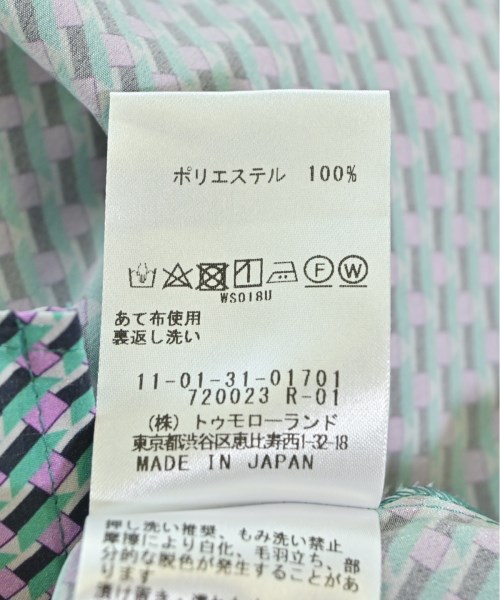 ポリエステル 100%
F W
WS018U
あて布使用
裏返し洗い
11-01-31-01701
720023 R-01
(株) トゥモローランド
東京都渋谷区恵比寿西1-32-18
MADE IN JAPAN
押し洗い推奨、もみ洗い禁止
摩擦により白化、毛羽立ち、部
分的な脱色が発生することがあ
ります